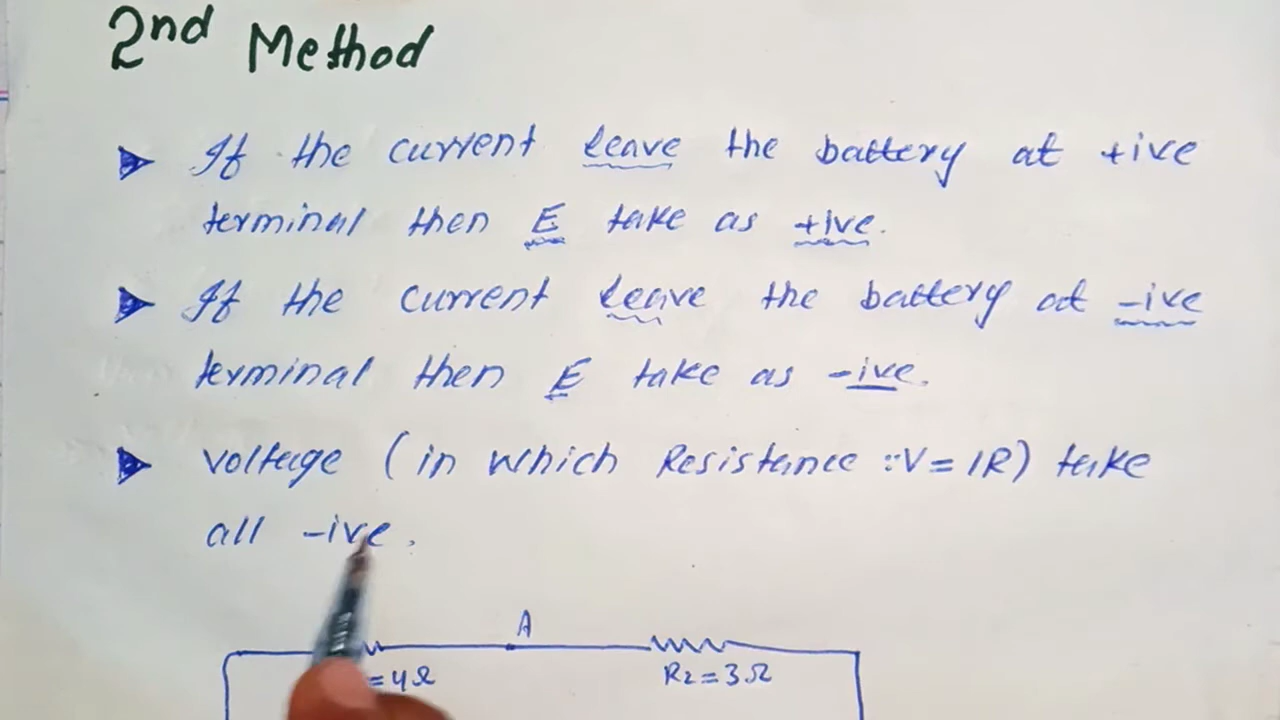 2nd Method
If the current leave the battery at +ive
terminal then E take as +ive.
If the current leave the battery at -ive
terminal then E take as -ive.
voltage (in which Resistance ∵V=IR) take
all -ive.
A
=4Ω R2=3Ω